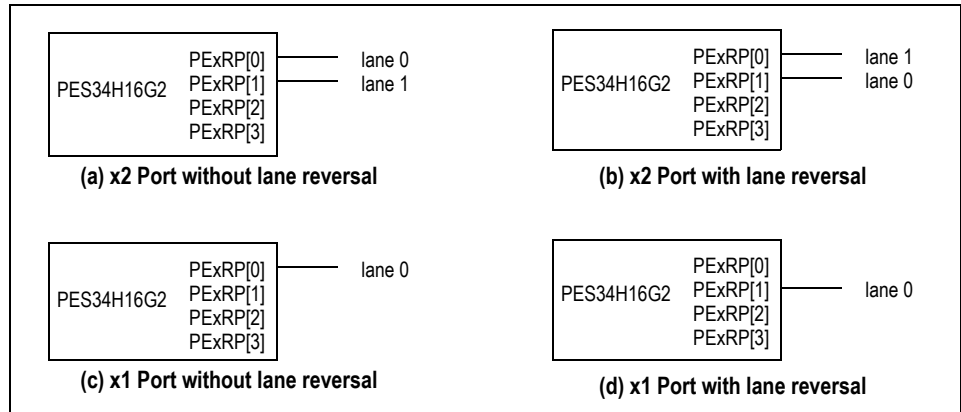 PES34H16G2
PExRP[0] lane 0
PExRP[1] lane 1
PExRP[2]
PExRP[3]
(a) x2 Port without lane reversal
PES34H16G2
PExRP[0] lane 1
PExRP[1] lane 0
PExRP[2]
PExRP[3]
(b) x2 Port with lane reversal
PES34H16G2
PExRP[0] lane 0
PExRP[1]
PExRP[2]
PExRP[3]
(c) x1 Port without lane reversal
PES34H16G2
PExRP[0]
PExRP[1] lane 0
PExRP[2]
PExRP[3]
(d) x1 Port with lane reversal